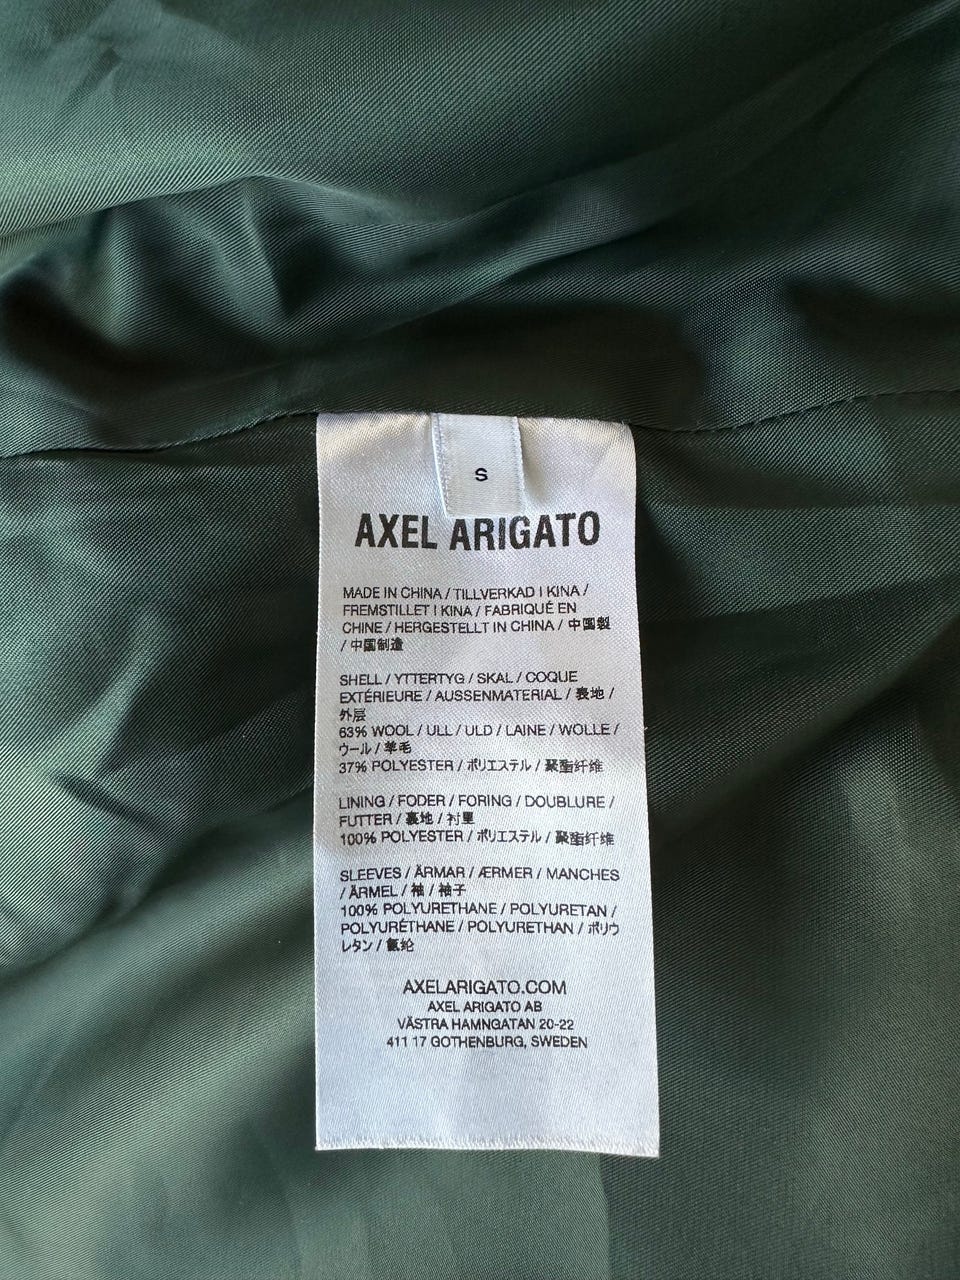 S
AXEL ARIGATO
MADE IN CHINA / TILLVERKAD I KINA /
FREMSTILLET I KINA / FABRIQUÉ EN
CHINE / HERGESTELLT IN CHINA / 中国製
/ 中国制造
SHELL / YTTERTYG / SKAL / COQUE
EXTÉRIEURE / AUSSENMATERIAL / 表地 /
外层
63% WOOL / ULL / ULD / LAINE / WOLLE /
ウール / 羊毛
37% POLYESTER / ポリエステル / 聚酯纤维
LINING / FODER / FORING / DOUBLURE /
FUTTER / 裏地 / 衬里
100% POLYESTER / ポリエステル / 聚酯纤维
SLEEVES / ÄRMAR / ÆRMER / MANCHES
/ ÄRMEL / 袖 / 袖子
100% POLYURETHANE / POLYURETAN /
POLYURÉTHANE / POLYURETHAN / ポリウ
レタン / 氨纶
AXELARIGATO.COM
AXEL ARIGATO AB
VÄSTRA HAMNGATAN 20-22
411 17 GOTHENBURG, SWEDEN